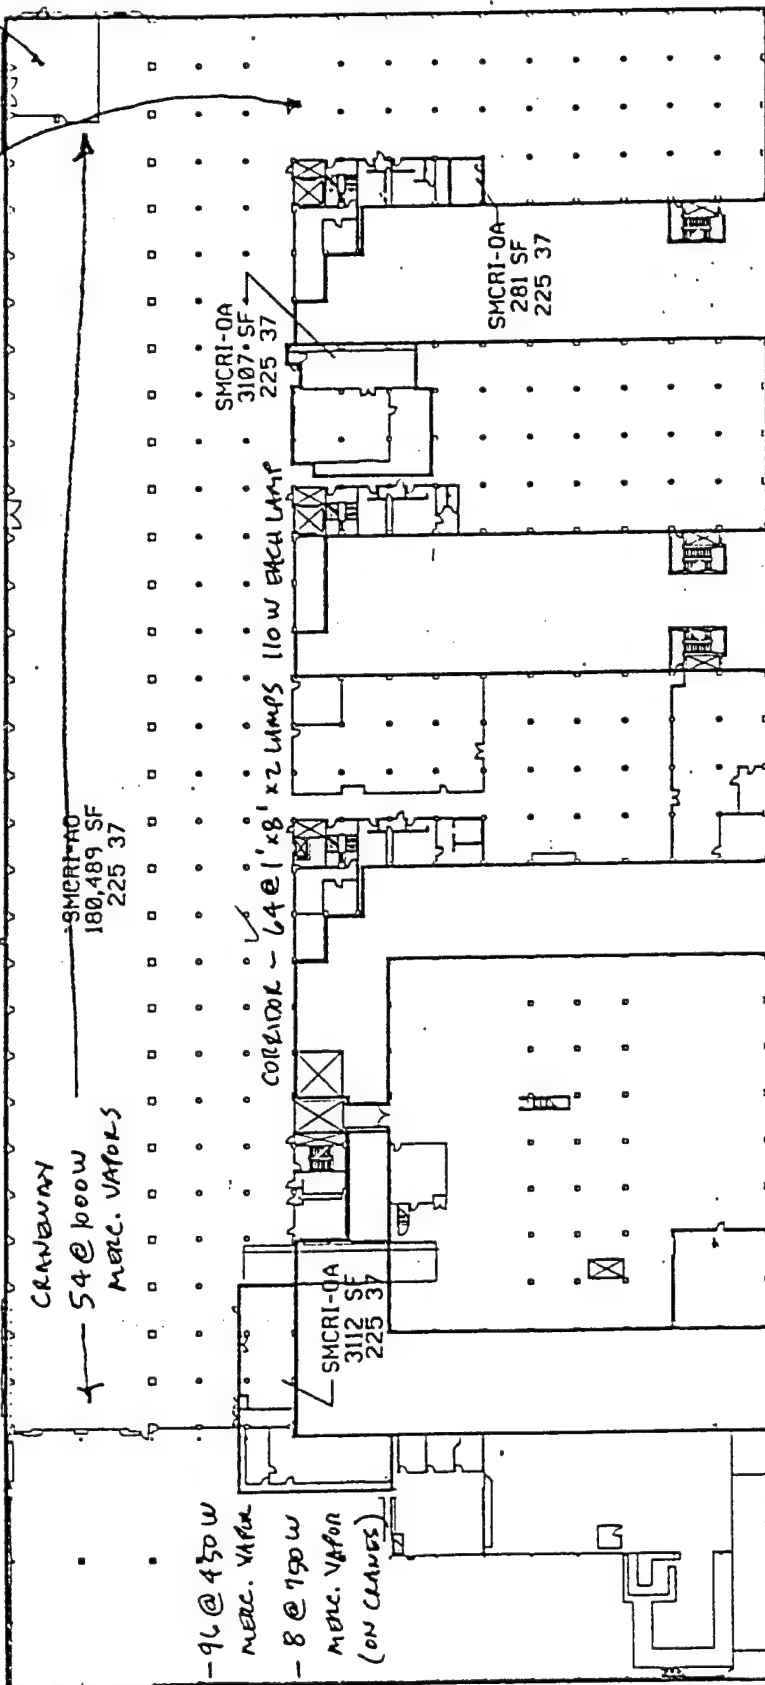 SMCRI-OA
3107 SF
225 37
SMCRI-OA
281 SF
225 37
SMCRI-AO
180,489 SF
225 37
CORRIDOR - 64 @ 1'x8' x2 LAMPS 110W EACH LAMP
CRANEWAY
54 @ 1000W
MERC. VAPORS
SMCRI-OA
3112 SF
225 37
- 96 @ 450W
MERC. VAPOR
- 8 @ 750W
MERC. VAPOR
(ON CRANES)